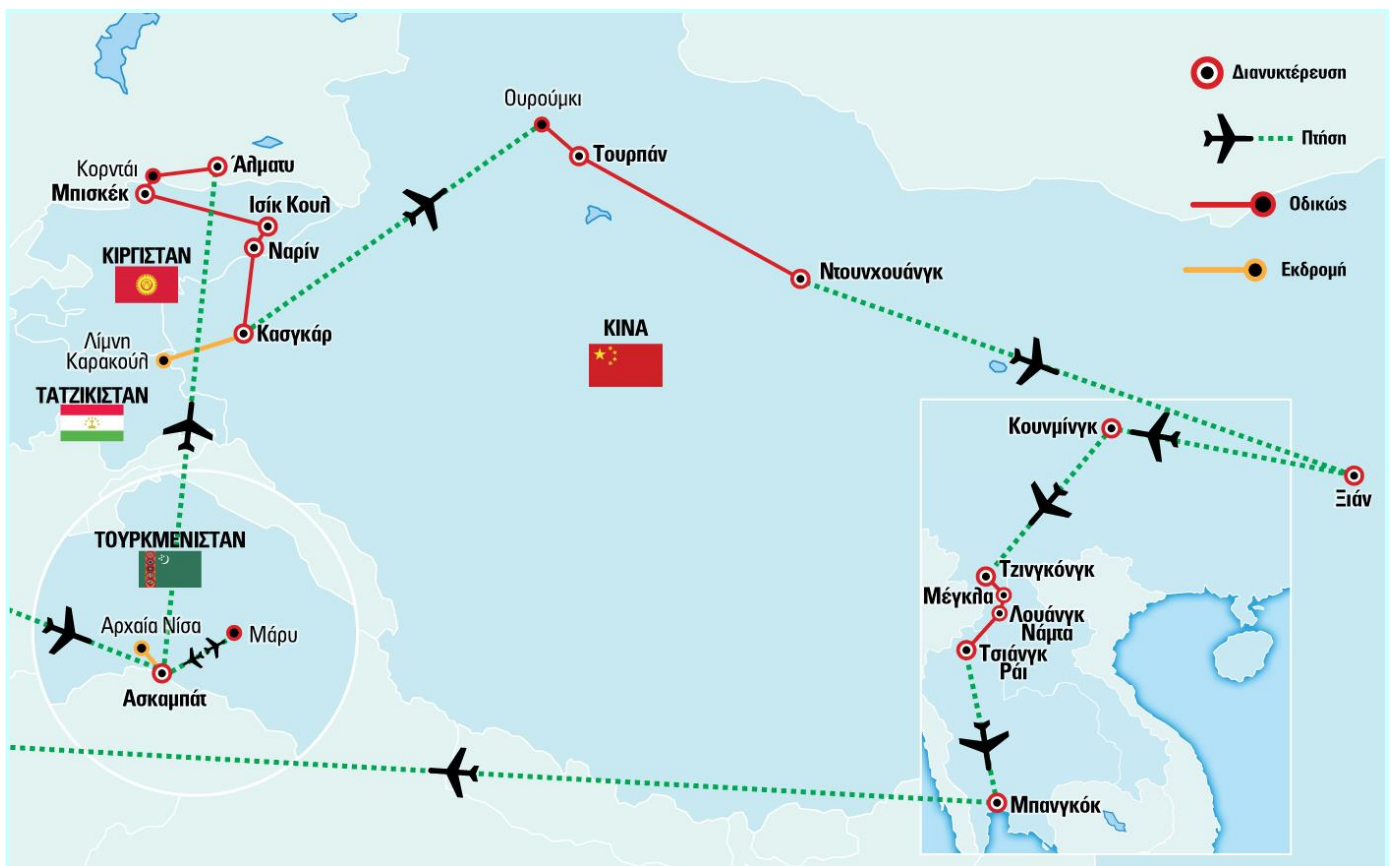 Διανυκτέρευση
Πτήση
Οδικώς
Εκδρομή
Ουρούμκι
Τουρπάν
Κορντάι
Άλματυ
Μπισκέκ
Ισίκ Κουλ
Ναρίν
ΚΙΡΓΙΣΤΑΝ
Ντουνχουάνγκ
ΚΙΝΑ
Κασγκάρ
Λίμνη
Καρακούλ
ΤΑΤΖΙΚΙΣΤΑΝ
Κουνμίνγκ
Ξιάν
ΤΟΥΡΚΜΕΝΙΣΤΑΝ
Τζινγκόνγκ
Μέγκλα
Λουάνγκ
Νάμτα
Αρχαία Νίσα
Μάρυ
Τσιάνγκ
Ράι
Ασκαμπάτ
Μπανγκόκ